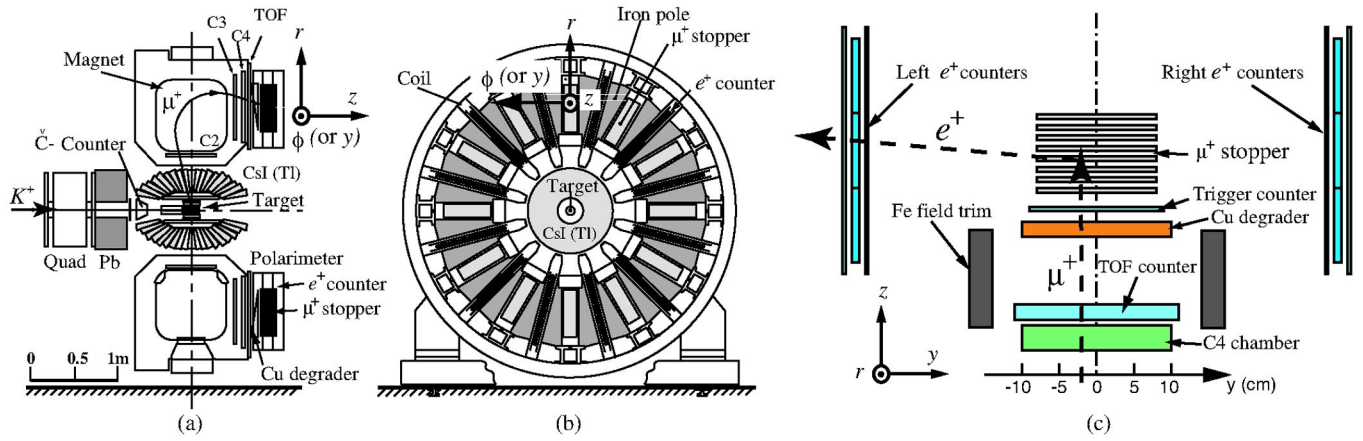 C3
C4
TOF
r
Magnet
μ+
z
C2
ϕ (or y)
Č- Counter
CsI (Tl)
K+
Target
Quad
Pb
Polarimeter
e+ counter
μ+ stopper
0
0.5
1m
Cu degrader
(a)
Iron pole
r
μ+ stopper
Coil
ϕ (or y)
z
e+ counter
Target
CsI (Tl)
(b)
Left e+ counters
Right e+ counters
e+
μ+ stopper
Trigger counter
Fe field trim
Cu degrader
μ+
TOF counter
z
C4 chamber
r
y
-10
-5
0
5
10
y (cm)
(c)